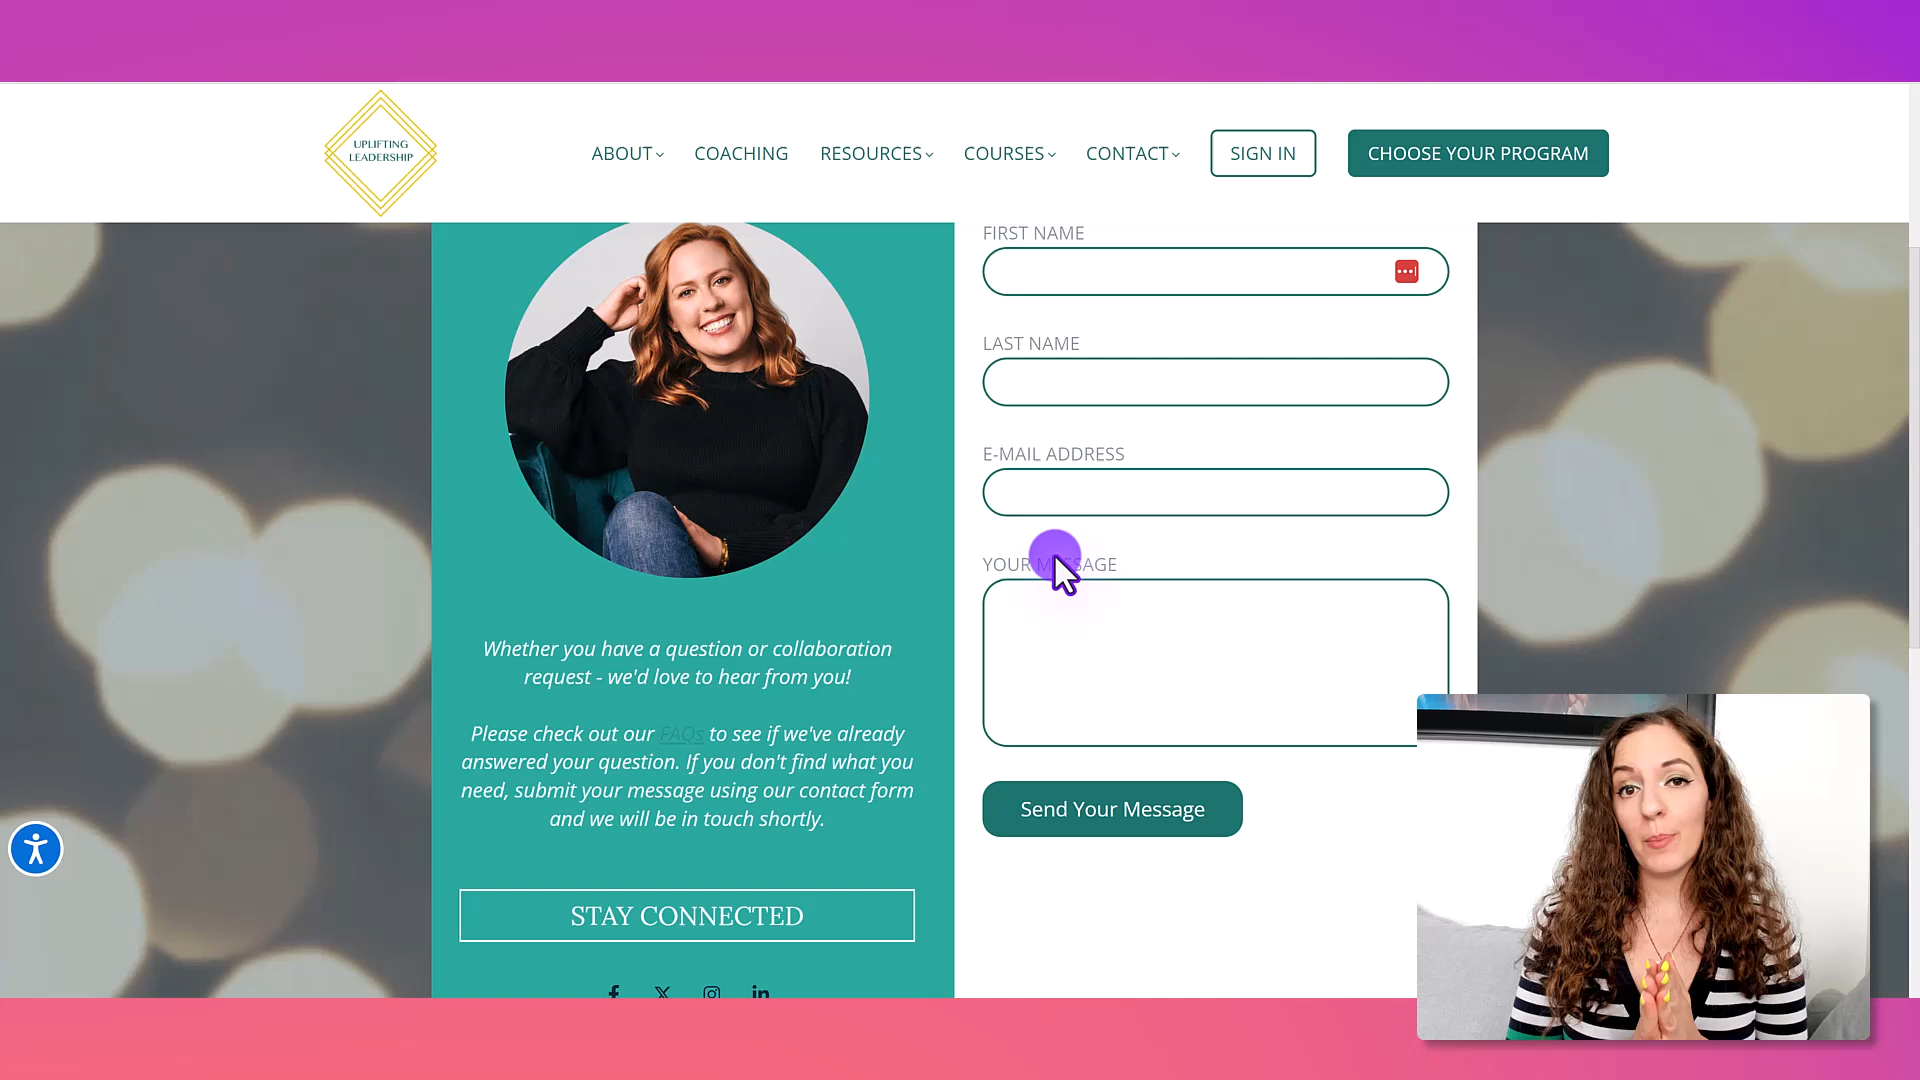 UPLIFTING
LEADERSHIP
ABOUT
COACHING
RESOURCES
COURSES
CONTACT
SIGN IN
CHOOSE YOUR PROGRAM
Whether you have a question or collaboration
request - we'd love to hear from you!
Please check out our FAQs to see if we've already
answered your question. If you don't find what you
need, submit your message using our contact form
and we will be in touch shortly.
STAY CONNECTED
FIRST NAME
LAST NAME
E-MAIL ADDRESS
YOUR MESSAGE
Send Your Message